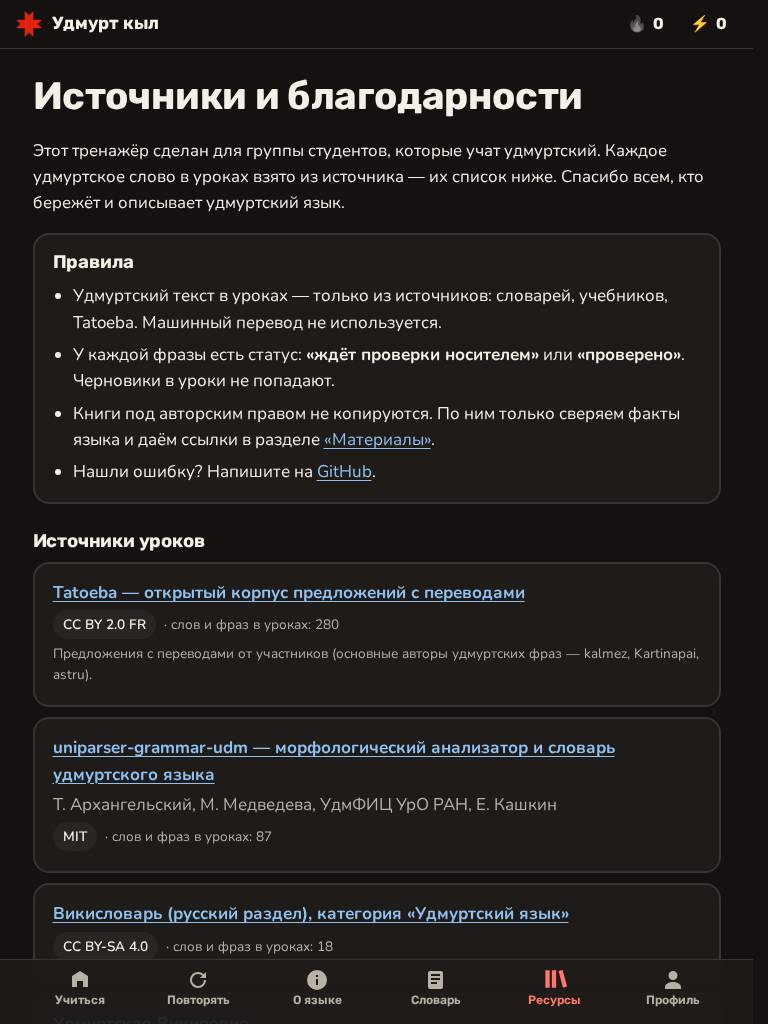 Удмурт кыл
0
0
Источники и благодарности
Этот тренажёр сделан для группы студентов, которые учат удмуртский. Каждое
удмуртское слово в уроках взято из источника — их список ниже. Спасибо всем, кто
бережёт и описывает удмуртский язык.
Правила
• Удмуртский текст в уроках — только из источников: словарей, учебников,
Tatoeba. Машинный перевод не используется.
• У каждой фразы есть статус: «ждёт проверки носителем» или «проверено».
Черновики в уроки не попадают.
• Книги под авторским правом не копируются. По ним только сверяем факты
языка и даём ссылки в разделе «Материалы».
• Нашли ошибку? Напишите на GitHub.
Источники уроков
Tatoeba — открытый корпус предложений с переводами
CC BY 2.0 FR · слов и фраз в уроках: 280
Предложения с переводами от участников (основные авторы удмуртских фраз — kalmez, Kartinapai,
astru).
uniparser-grammar-udm — морфологический анализатор и словарь
удмуртского языка
Т. Архангельский, М. Медведева, УдмФИЦ УрО РАН, Е. Кашкин
MIT · слов и фраз в уроках: 87
Викисловарь (русский раздел), категория «Удмуртский язык»
CC BY-SA 4.0 · слов и фраз в уроках: 18
Учиться
Повторять
О языке
Словарь
Ресурсы
Профиль